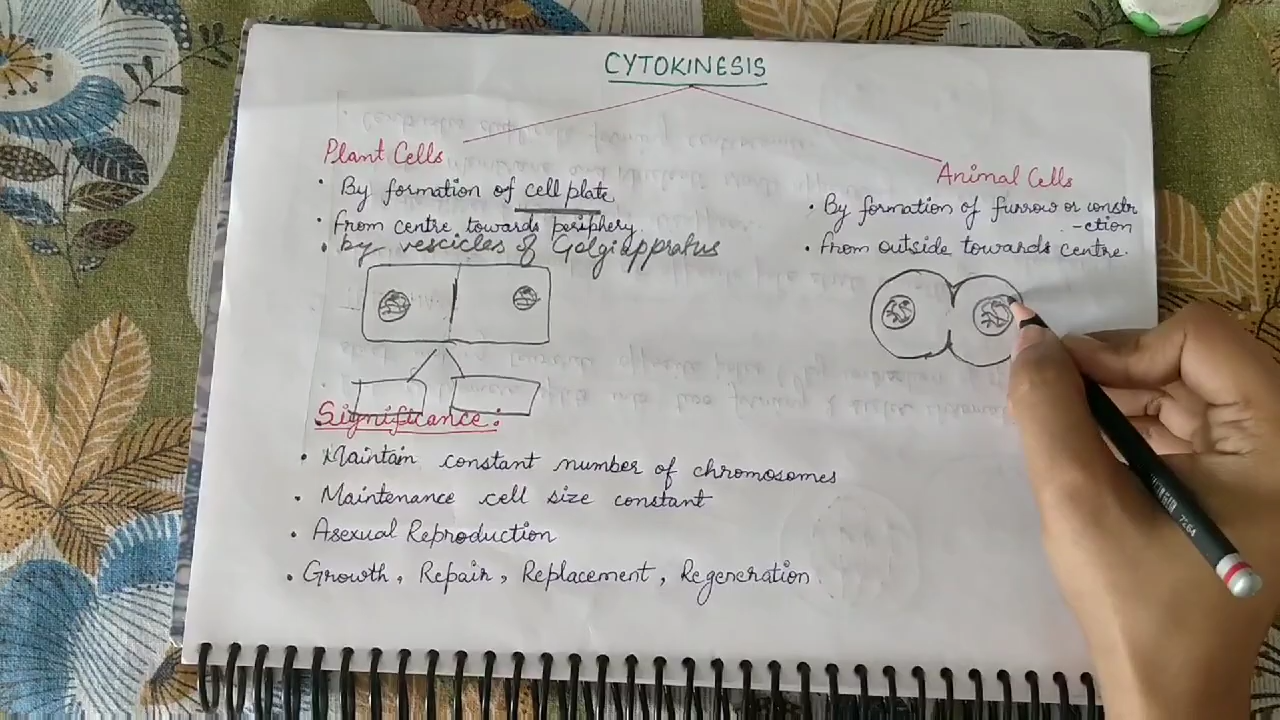 CYTOKINESIS
Plant Cells
• By formation of cell plate
• From centre towards periphery.
• by vescicles of Golgiappratus
Animal Cells
• By formation of furrow or constr
-ction
• From outside towards centre.
Significance:
• Maintain constant number of chromosomes
• Maintenance cell size constant
• Asexual Reproduction
• Growth, Repair, Replacement, Regeneration.
7264